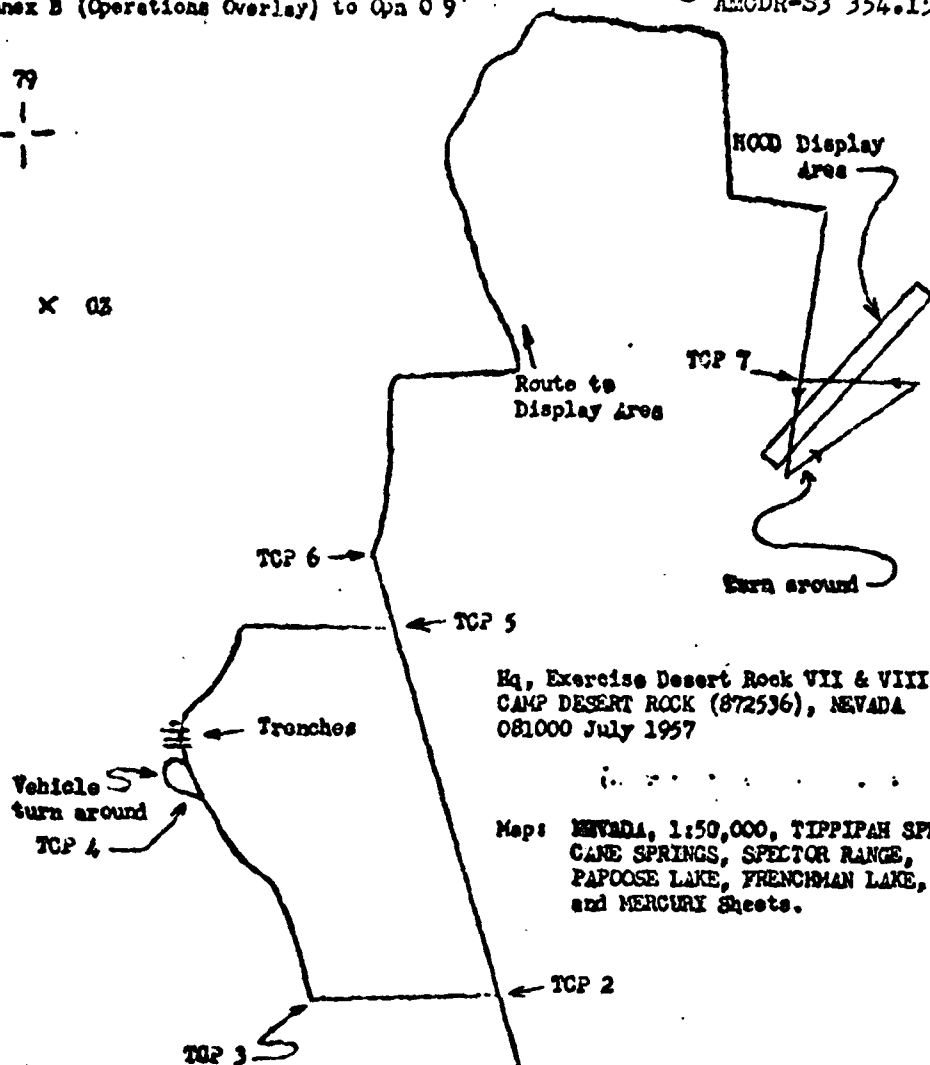 Annex B (Operations Overlay) to Opn O 9
AMCDR-S3 354.15
79
HOOD Display
Area
X 03
TCP 7
Route to
Display Area
TCP 6
Turn around
TCP 5
Hq, Exercise Desert Rock VII & VIII
CAMP DESERT ROCK (872536), NEVADA
081000 July 1957
Trenches
Vehicle
turn around
TCP 4
Map: NEVADA, 1:50,000, TIPPIPAH SPR
CANE SPRINGS, SPECTOR RANGE,
PAPOOSE LAKE, FRENCHMAN LAKE,
and MERCURY Sheets.
TCP 2
TCP 3